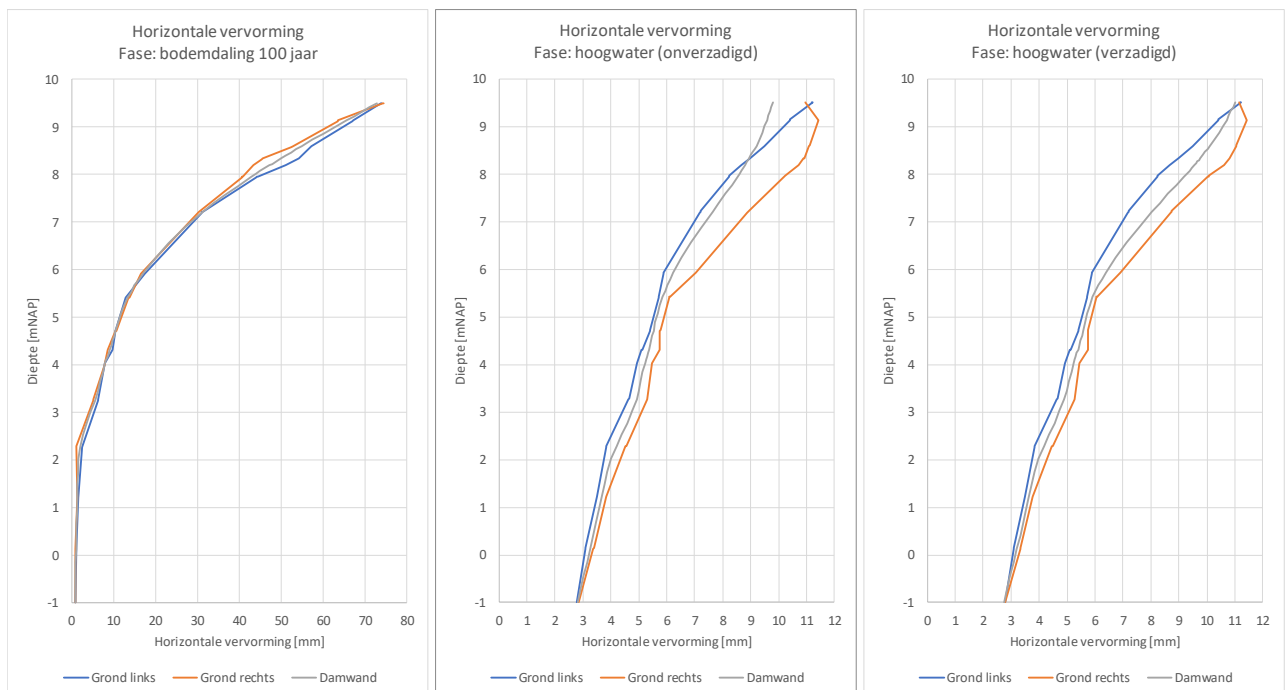 Horizontale vervorming
Fase: bodemdaling 100 jaar
10
9
8
7
6
5
4
3
2
1
0
-1
Diepte [mNAP]
0 10 20 30 40 50 60 70 80
Horizontale vervorming [mm]
Grond links Grond rechts Damwand
Horizontale vervorming
Fase: hoogwater (onverzadigd)
10
9
8
7
6
5
4
3
2
1
0
-1
Diepte [mNAP]
0 1 2 3 4 5 6 7 8 9 10 11 12
Horizontale vervorming [mm]
Grond links Grond rechts Damwand
Horizontale vervorming
Fase: hoogwater (verzadigd)
10
9
8
7
6
5
4
3
2
1
0
-1
Diepte [mNAP]
0 1 2 3 4 5 6 7 8 9 10 11 12
Horizontale vervorming [mm]
Grond links Grond rechts Damwand